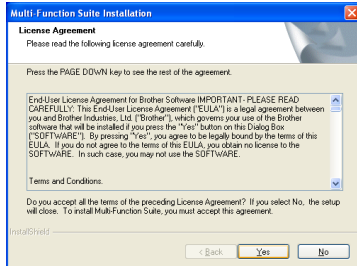 Multi-Function Suite Installation
License Agreement
Please read the following license agreement carefully.
Press the PAGE DOWN key to see the rest of the agreement.
End-User License Agreement for Brother Software IMPORTANT- PLEASE READ
CAREFULLY: This End-User License Agreement ("EULA") is a legal agreement between
you and Brother Industries, Ltd. ("Brother"), which governs your use of the Brother
software that will be installed if you press the "Yes" button on this Dialog Box
("SOFTWARE"). By pressing "Yes", you agree to be legally bound by the terms of this
EULA. If you do not agree to the terms of this EULA, you obtain no license to the
SOFTWARE. In such case, you may not use the SOFTWARE.
Terms and Conditions.
Do you accept all the terms of the preceding License Agreement? If you select No, the setup
will close. To install Multi-Function Suite, you must accept this agreement.
InstallShield
< Back Yes No